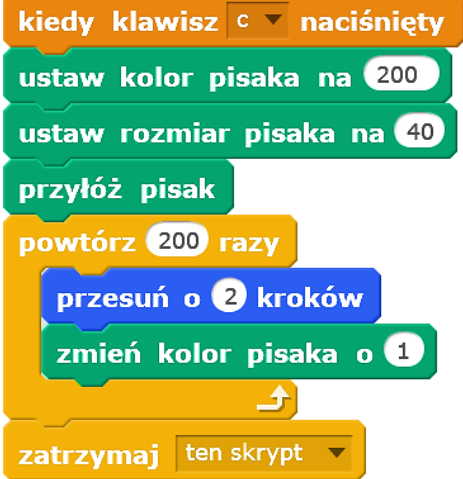 kiedy klawisz c naciśnięty
ustaw kolor pisaka na 200
ustaw rozmiar pisaka na 40
przyłóż pisak
powtórz 200 razy
przesuń o 2 kroków
zmień kolor pisaka o 1
zatrzymaj ten skrypt